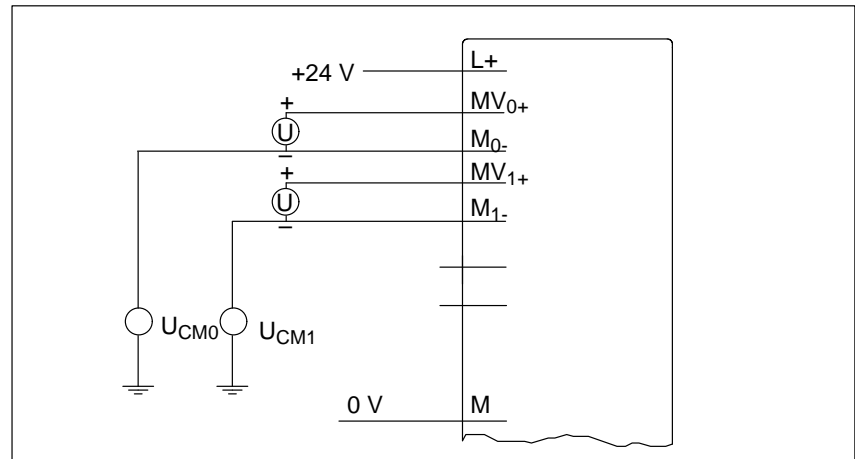 +24 V L+
+ MV0+
U
– M0-
+ MV1+
U
– M1-
UCM0 UCM1
0 V M